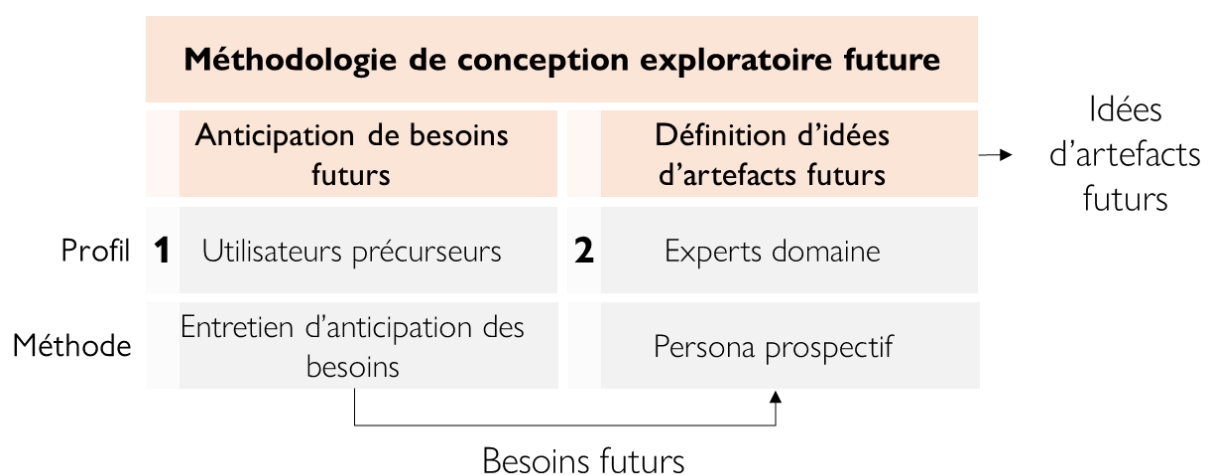 Méthodologie de conception exploratoire future
Anticipation de besoins
futurs
Définition d'idées
d'artefacts futurs
Idées
d'artefacts
futurs
Profil
1
Utilisateurs précurseurs
2
Experts domaine
Méthode
Entretien d'anticipation des
besoins
Persona prospectif
Besoins futurs